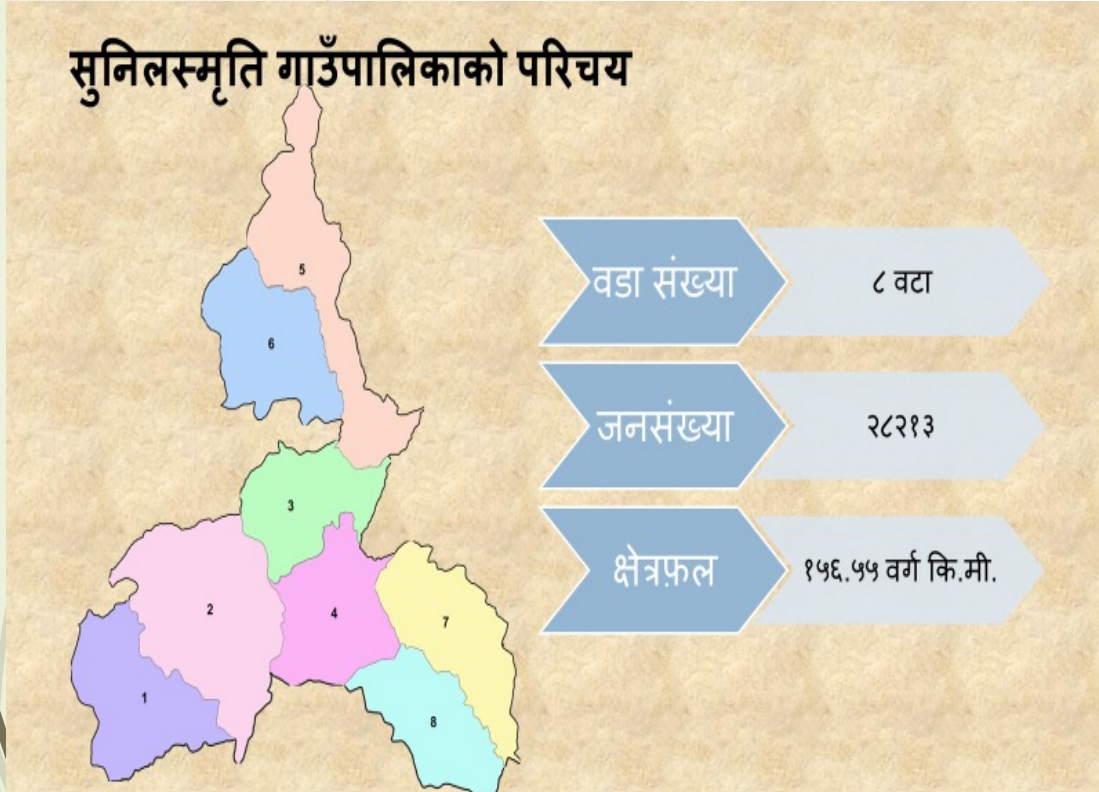 सुनिलस्मृति गाउँपालिकाको परिचय
5
6
3
2
4
7
1
8
वडा संख्या
८ वटा
जनसंख्या
२८२१३
क्षेत्रफ़ल
१५६.५५ वर्ग कि.मी.